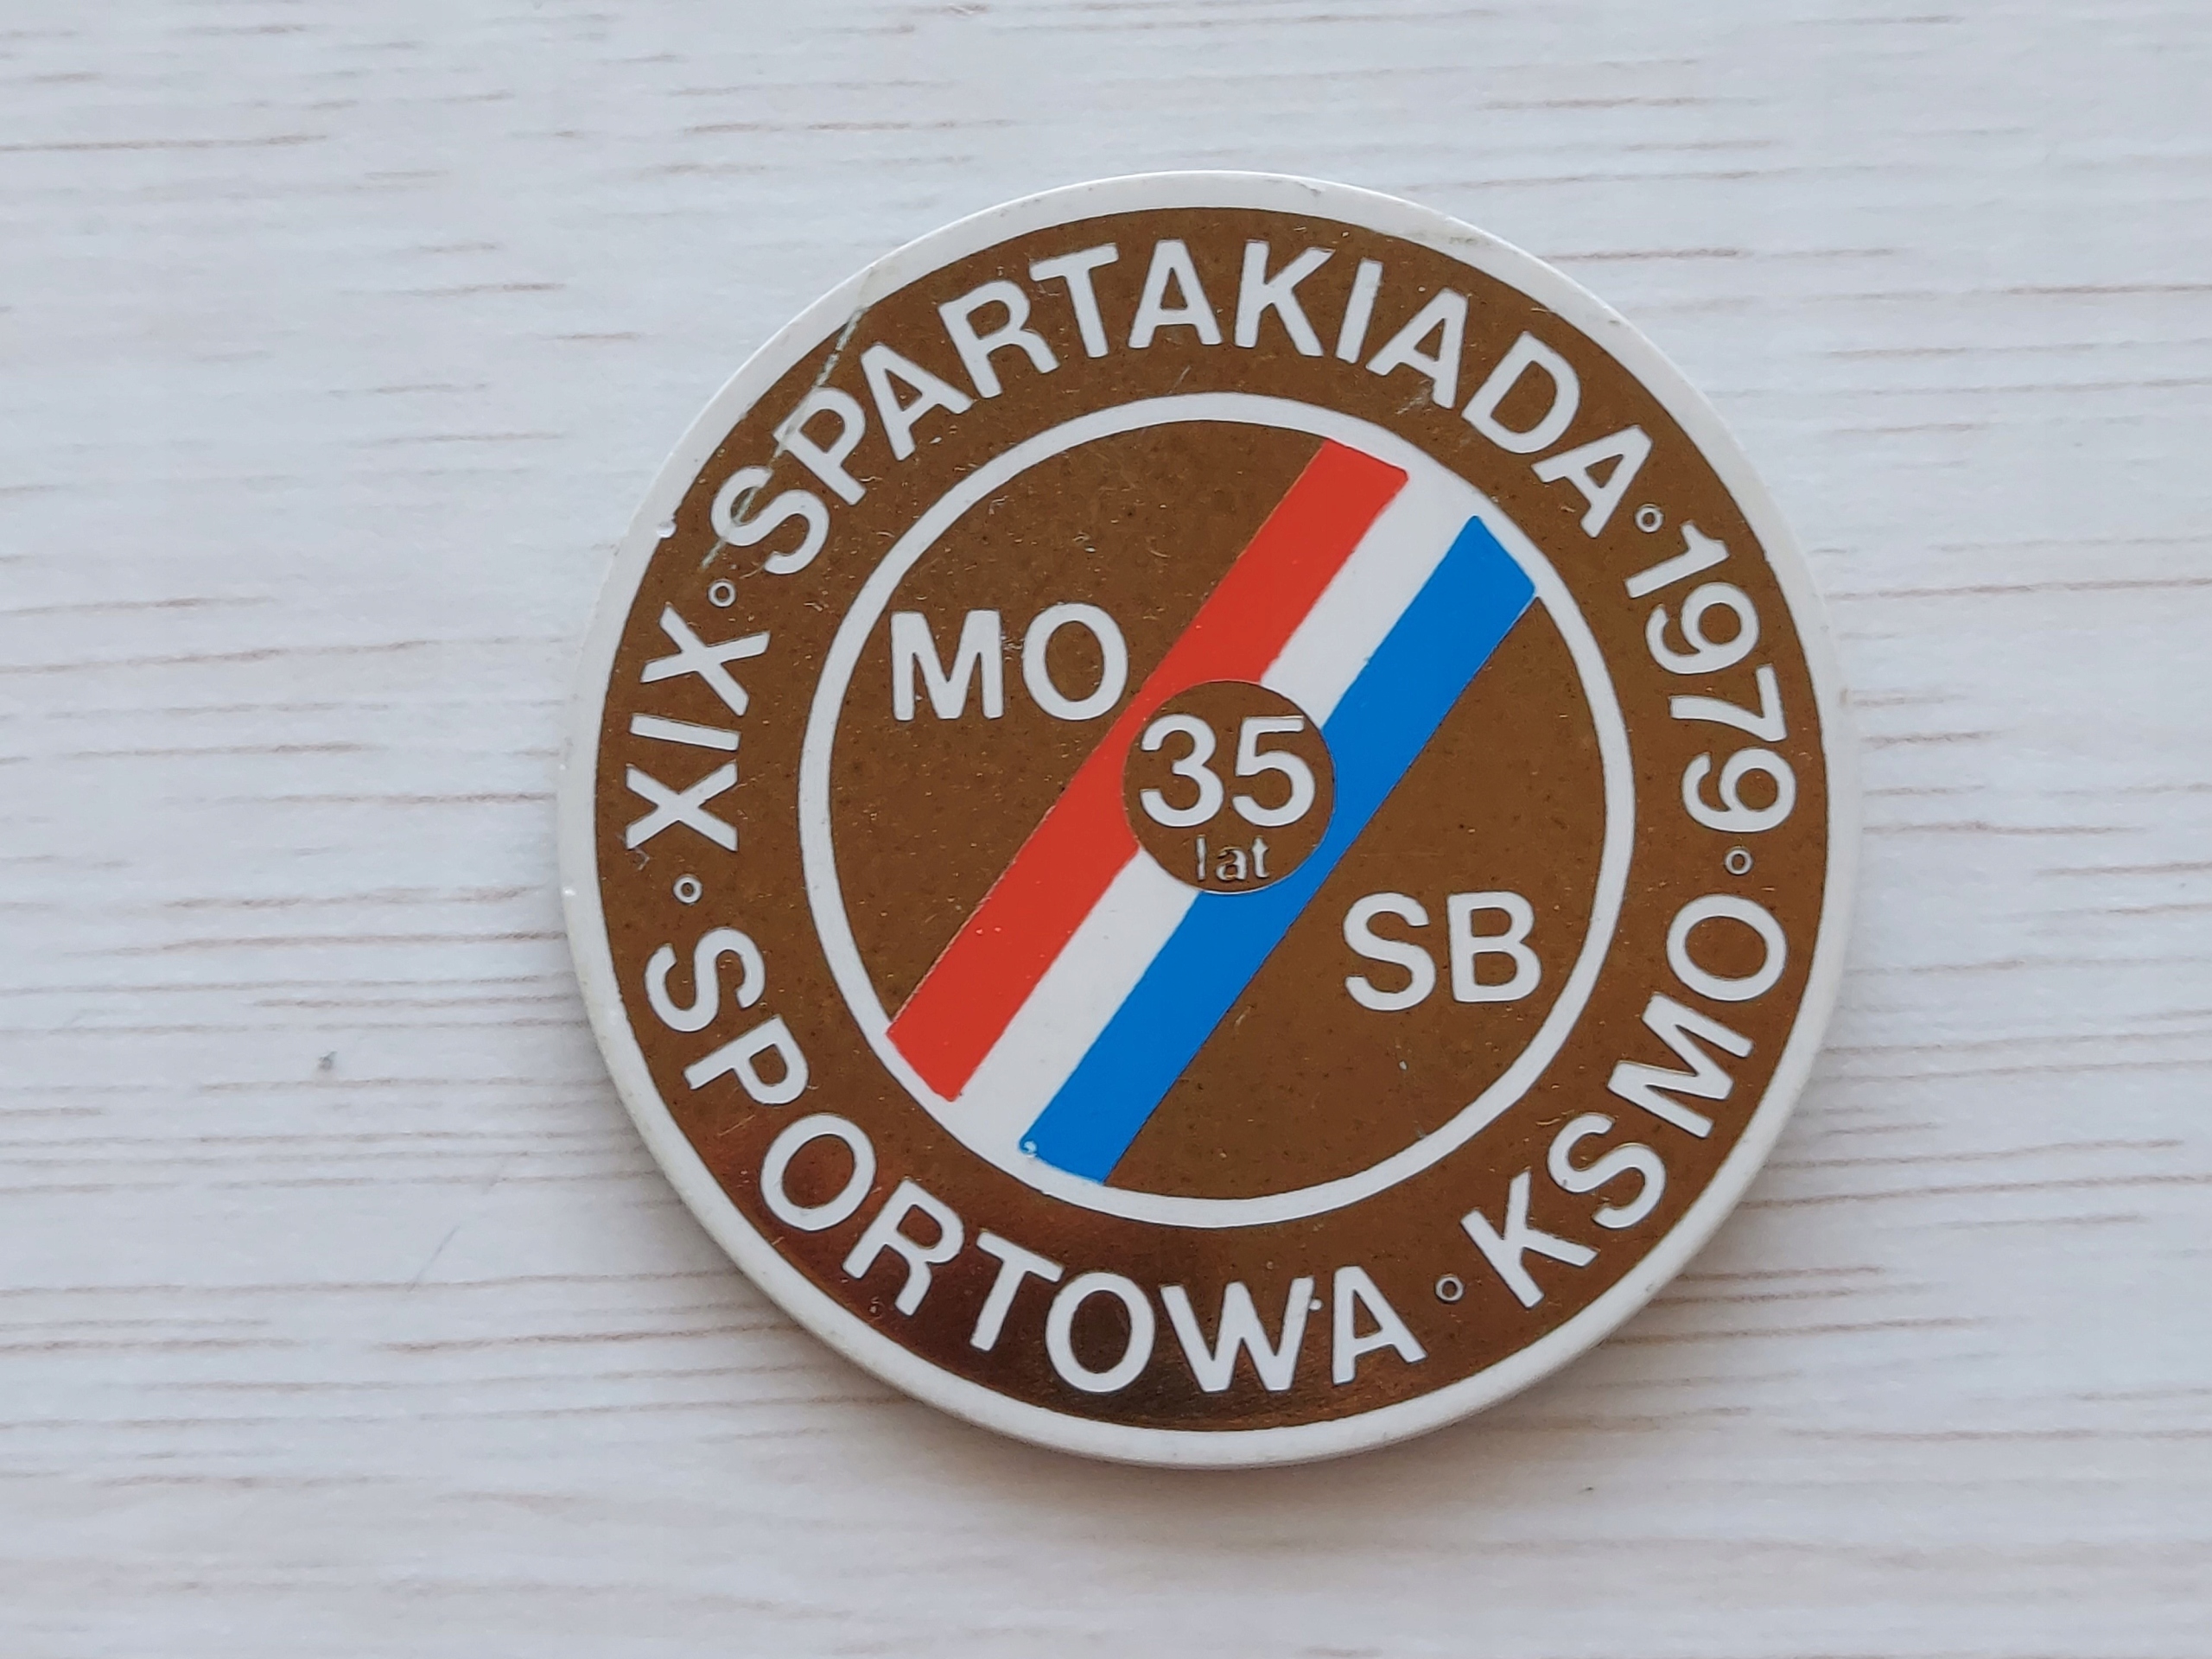 XIX · SPARTAKIADA · 1979 · KSMO · SPORTOWA ·
MO
35
lat
SB